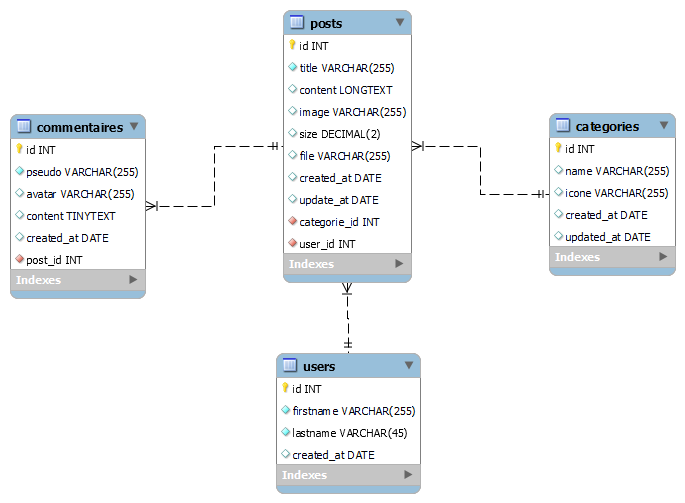 posts
id INT
title VARCHAR(255)
content LONGTEXT
image VARCHAR(255)
size DECIMAL(2)
file VARCHAR(255)
created_at DATE
update_at DATE
categorie_id INT
user_id INT
Indexes
commentaires
id INT
pseudo VARCHAR(255)
avatar VARCHAR(255)
content TINYTEXT
created_at DATE
post_id INT
Indexes
categories
id INT
name VARCHAR(255)
icone VARCHAR(255)
created_at DATE
updated_at DATE
Indexes
users
id INT
firstname VARCHAR(255)
lastname VARCHAR(45)
created_at DATE
Indexes